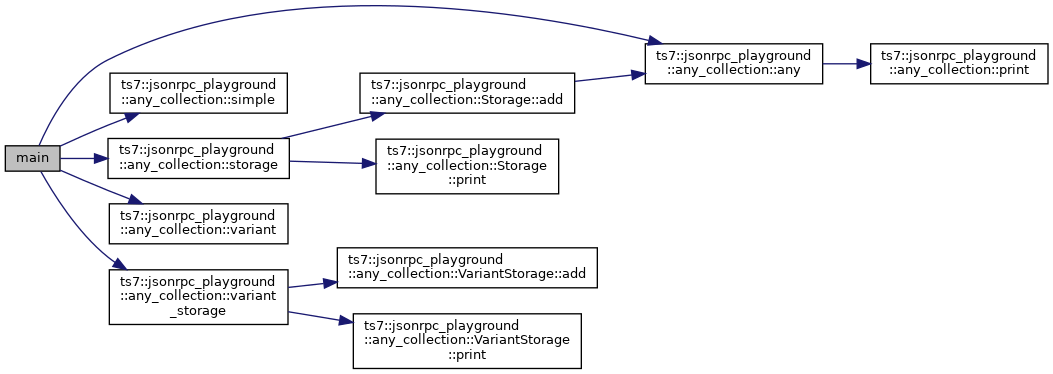 main
ts7::jsonrpc_playground
::any_collection::simple
ts7::jsonrpc_playground
::any_collection::storage
ts7::jsonrpc_playground
::any_collection::variant
ts7::jsonrpc_playground
::any_collection::variant
_storage
ts7::jsonrpc_playground
::any_collection::Storage::add
ts7::jsonrpc_playground
::any_collection::Storage
::print
ts7::jsonrpc_playground
::any_collection::VariantStorage::add
ts7::jsonrpc_playground
::any_collection::VariantStorage
::print
ts7::jsonrpc_playground
::any_collection::any
ts7::jsonrpc_playground
::any_collection::print